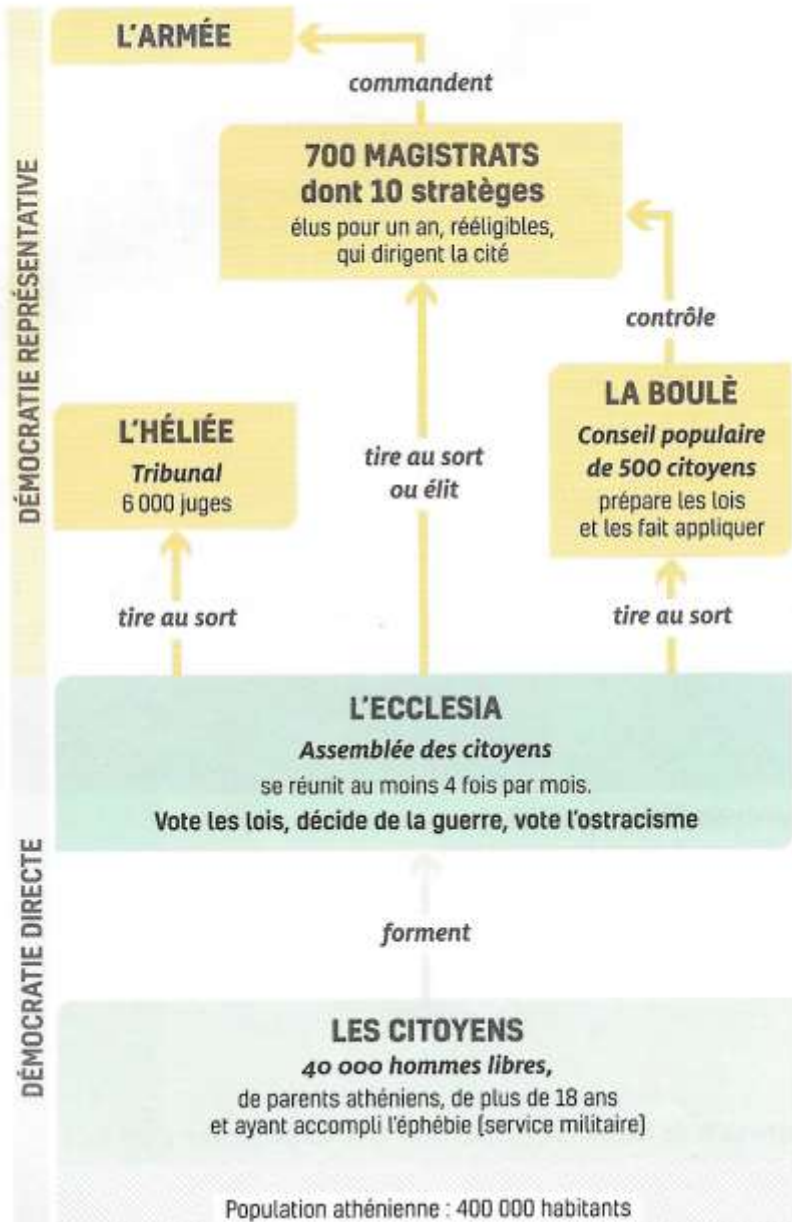 L'ARMÉE
commandent
700 MAGISTRATS
dont 10 stratèges
élus pour un an, rééligibles,
qui dirigent la cité
contrôle
LA BOULÈ
Conseil populaire
de 500 citoyens
prépare les lois
et les fait appliquer
L'HÉLIÉE
Tribunal
6 000 juges
tire au sort
ou élit
tire au sort
tire au sort
DÉMOCRATIE REPRÉSENTATIVE
L'ECCLESIA
Assemblée des citoyens
se réunit au moins 4 fois par mois.
Vote les lois, décide de la guerre, vote l'ostracisme
forment
DÉMOCRATIE DIRECTE
LES CITOYENS
40 000 hommes libres,
de parents athéniens, de plus de 18 ans
et ayant accompli l'éphébie (service militaire)
Population athénienne : 400 000 habitants